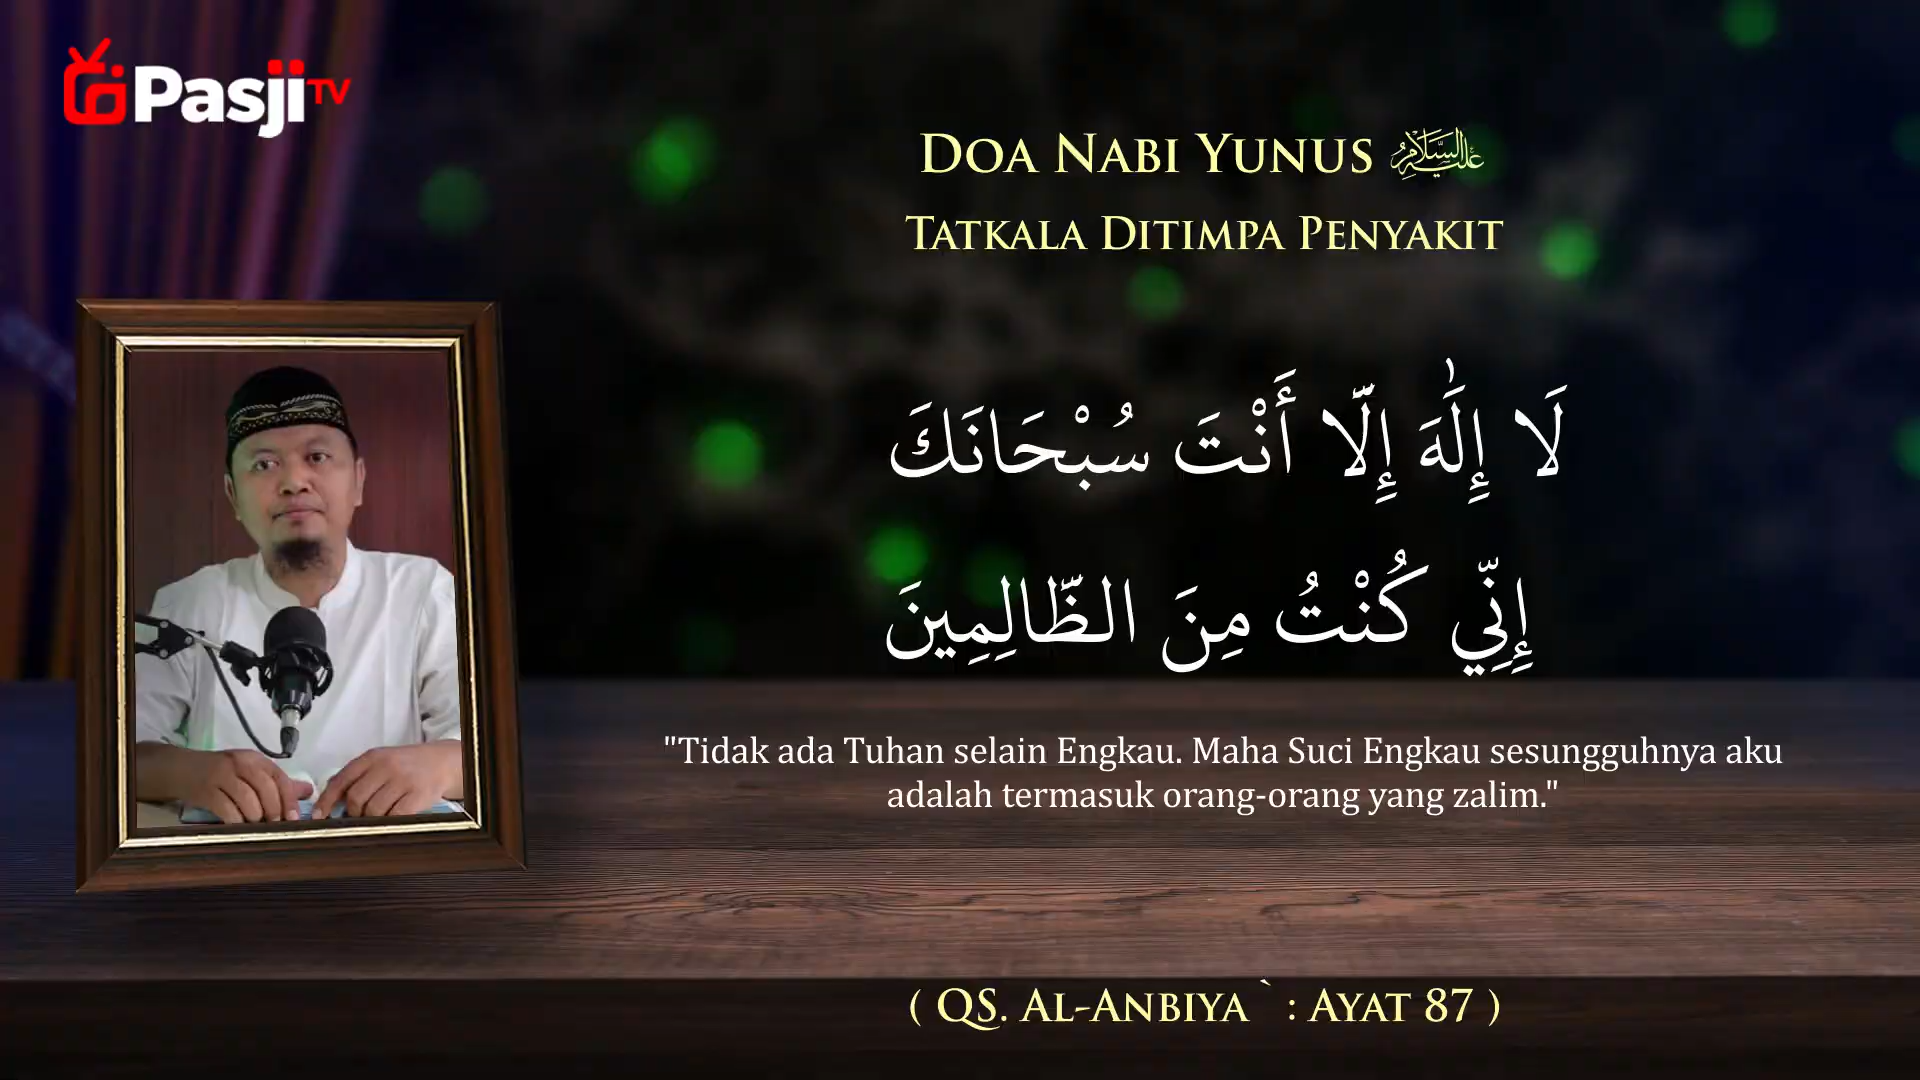 PasjiTV
Doa Nabi Yunus عليه السلام
Tatkala Ditimpa Penyakit
لَا إِلَٰهَ إِلَّا أَنْتَ سُبْحَانَكَ
إِنِّي كُنْتُ مِنَ الظَّالِمِينَ
"Tidak ada Tuhan selain Engkau. Maha Suci Engkau sesungguhnya aku
adalah termasuk orang-orang yang zalim."
( QS. Al-Anbiya ` : Ayat 87 )